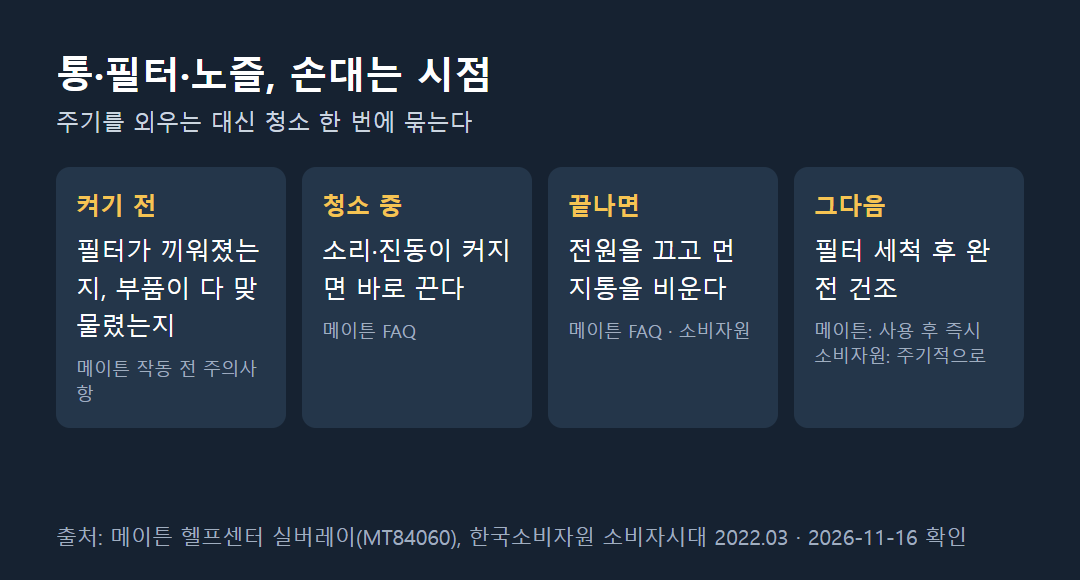 통·필터·노즐, 손대는 시점
주기를 외우는 대신 청소 한 번에 묶는다
켜기 전
필터가 끼워졌는
지, 부품이 다 맞
물렸는지
메이튼 작동 전 주의사
항
청소 중
소리·진동이 커지
면 바로 끈다
메이튼 FAQ
끝나면
전원을 끄고 먼
지통을 비운다
메이튼 FAQ · 소비자원
그다음
필터 세척 후 완
전 건조
메이튼: 사용 후 즉시
소비자원: 주기적으로
출처: 메이튼 헬프센터 실버레이(MT84060), 한국소비자원 소비자시대 2022.03 · 2026-11-16 확인